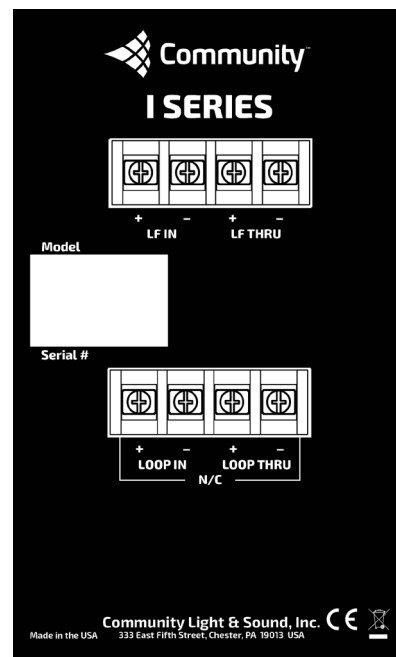 Community™
I SERIES
+ − + −
LF IN LF THRU
Model
Serial #
+ − + −
LOOP IN LOOP THRU
N/C
Community Light & Sound, Inc. CE
Made in the USA 333 East Fifth Street, Chester, PA 19013 USA